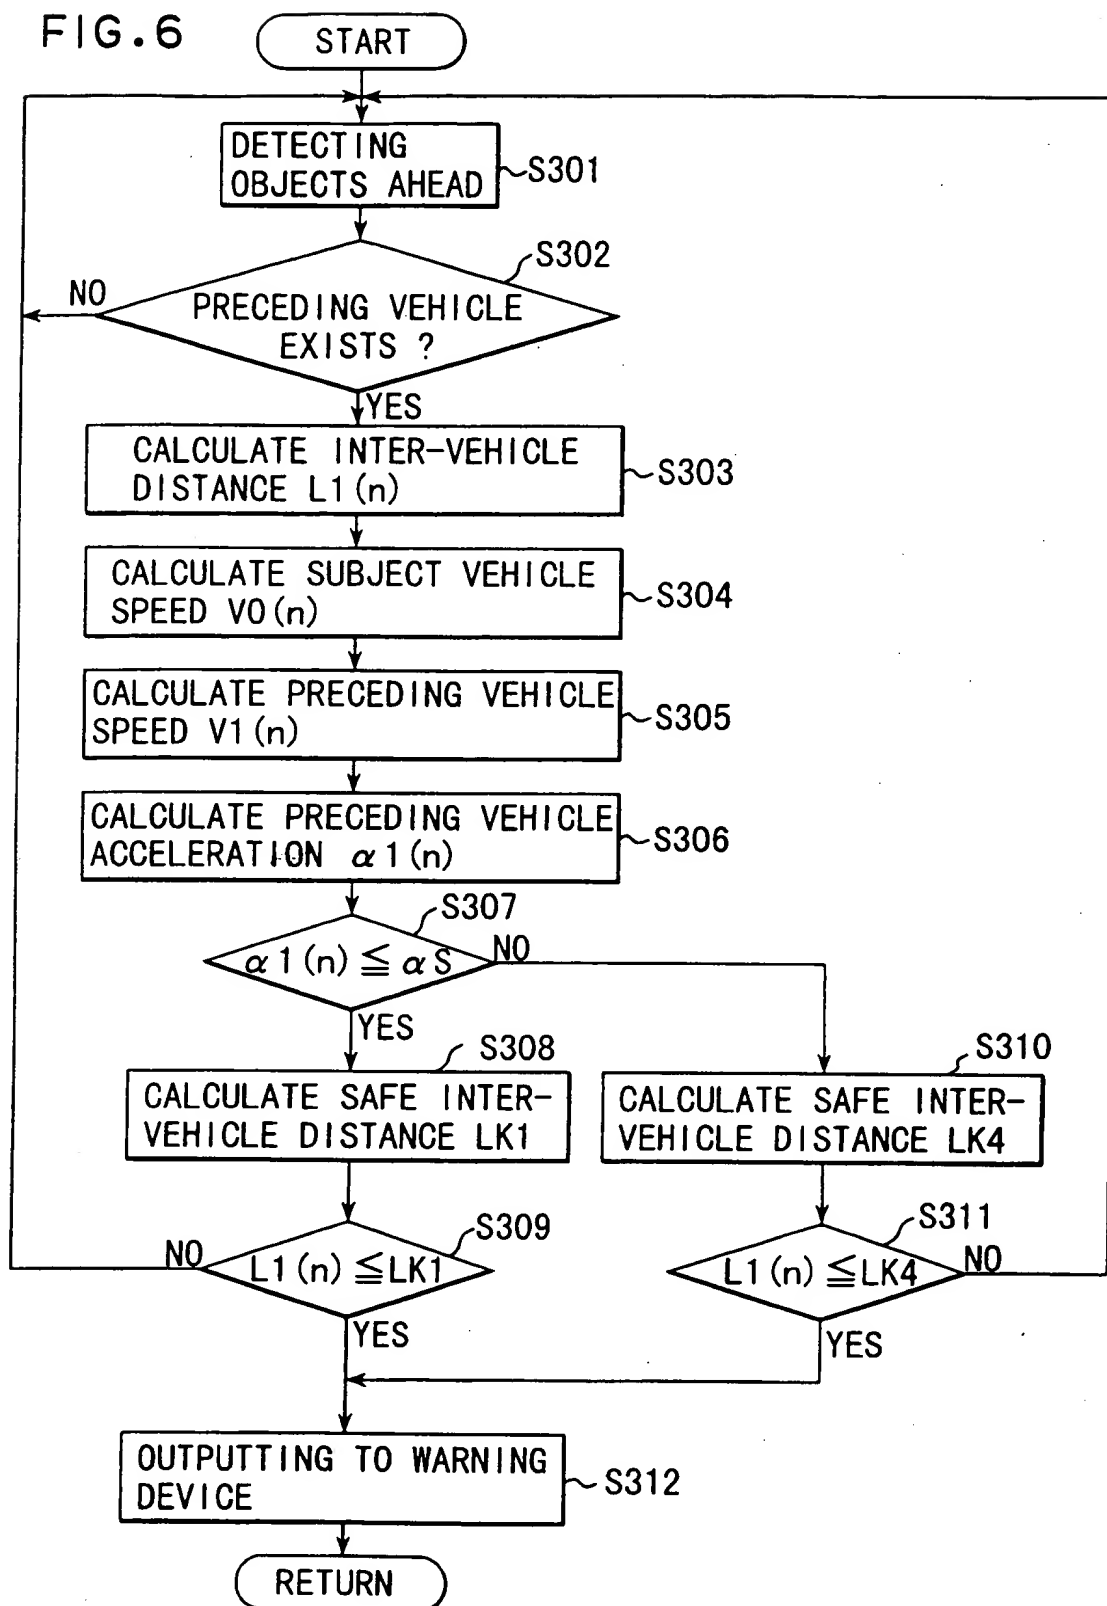 FIG.6
START
DETECTING
OBJECTS AHEAD
S301
S302
NO
PRECEDING VEHICLE
EXISTS ?
YES
CALCULATE INTER-VEHICLE
DISTANCE L1(n)
S303
CALCULATE SUBJECT VEHICLE
SPEED V0(n)
S304
CALCULATE PRECEDING VEHICLE
SPEED V1(n)
S305
CALCULATE PRECEDING VEHICLE
ACCELERATION α1(n)
S306
S307
α1(n) ≦ αS
NO
YES
S308
CALCULATE SAFE INTER-
VEHICLE DISTANCE LK1
S310
CALCULATE SAFE INTER-
VEHICLE DISTANCE LK4
S309
NO
L1(n) ≦ LK1
YES
S311
L1(n) ≦ LK4
NO
YES
OUTPUTTING TO WARNING
DEVICE
S312
RETURN